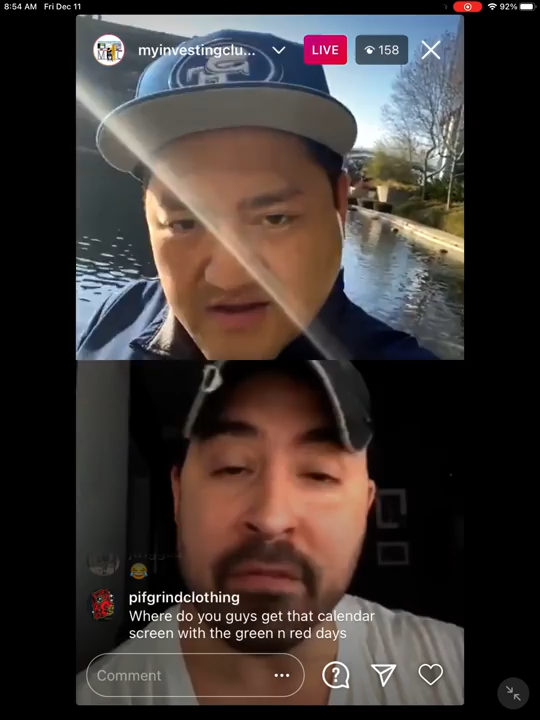 8:54 AM Fri Dec 11
92%
myinvestingclu...
LIVE
158
pifgrindclothing
Where do you guys get that calendar
screen with the green n red days
Comment